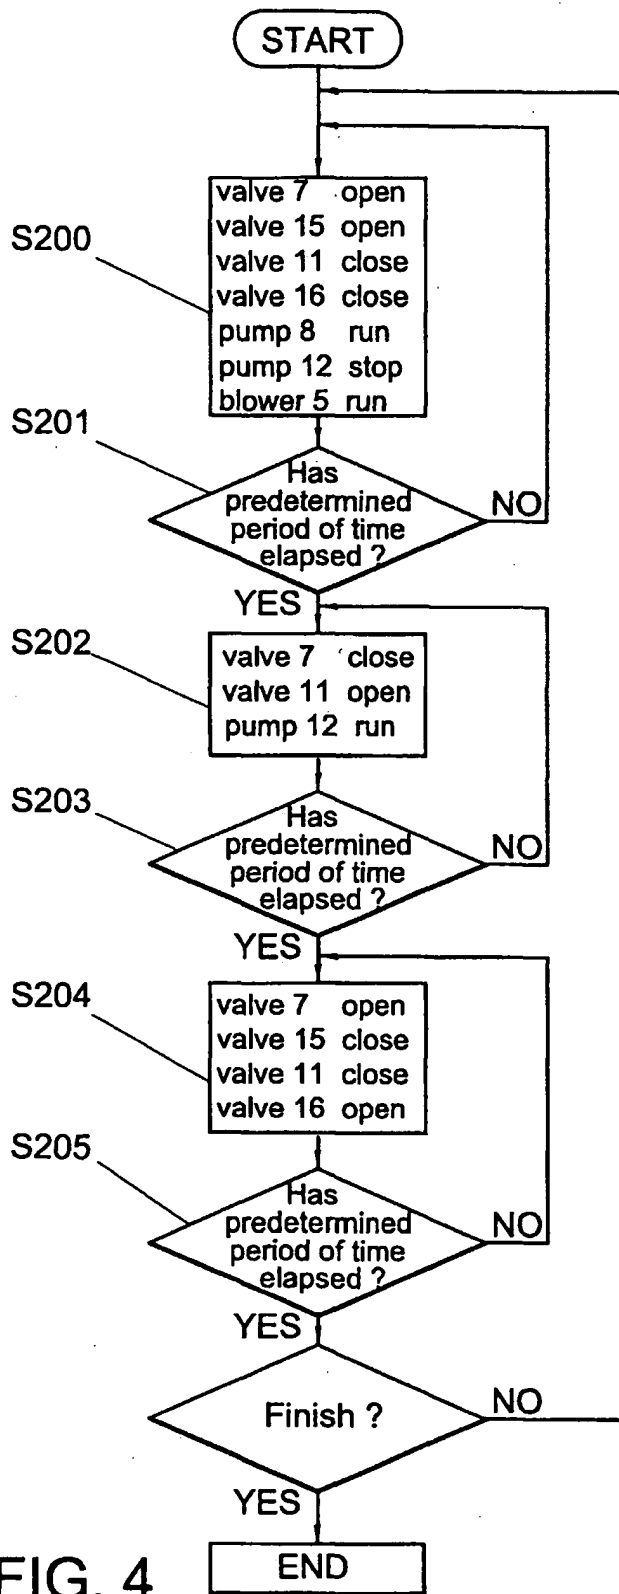 START
S200
valve 7 open
valve 15 open
valve 11 close
valve 16 close
pump 8 run
pump 12 stop
blower 5 run
S201
Has
predetermined
period of time
elapsed ?
NO
YES
S202
valve 7 close
valve 11 open
pump 12 run
S203
Has
predetermined
period of time
elapsed ?
NO
YES
S204
valve 7 open
valve 15 close
valve 11 close
valve 16 open
S205
Has
predetermined
period of time
elapsed ?
NO
YES
Finish ?
NO
YES
END
FIG. 4